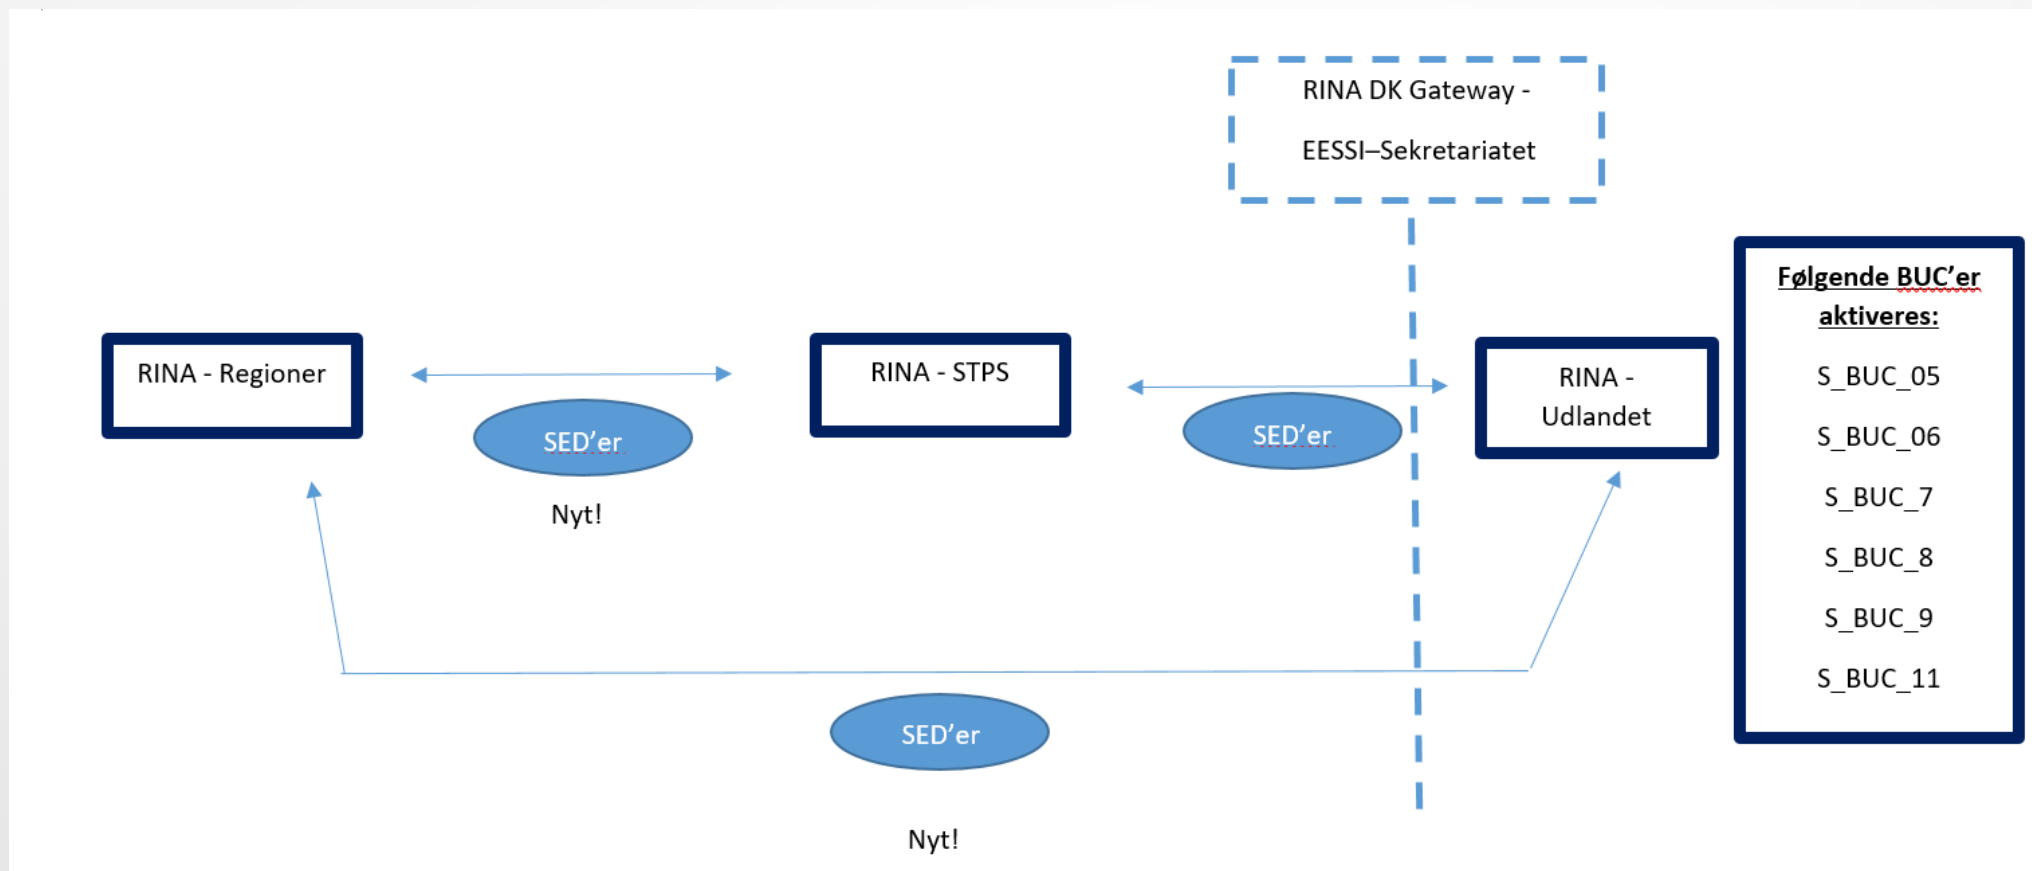 RINA DK Gateway -
EESSI–Sekretariatet
RINA - Regioner
SED’er
Nyt!
RINA - STPS
SED’er
RINA -
Udlandet
SED’er
Nyt!
Følgende BUC’er
aktiveres:
S_BUC_05
S_BUC_06
S_BUC_7
S_BUC_8
S_BUC_9
S_BUC_11